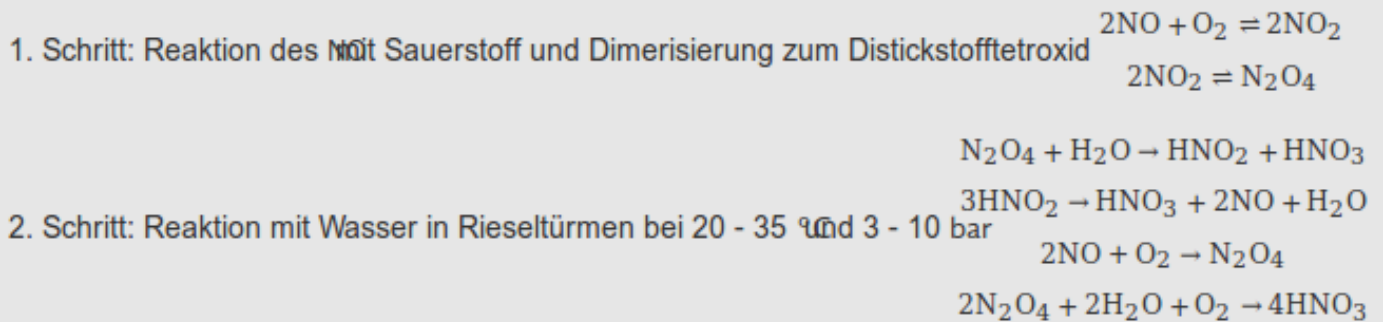 2NO + O₂ ⇌ 2NO₂
1. Schritt: Reaktion des NO mit Sauerstoff und Dimerisierung zum Distickstofftetroxid
2NO₂ ⇌ N₂O₄
N₂O₄ + H₂O → HNO₂ + HNO₃
3HNO₂ → HNO₃ + 2NO + H₂O
2. Schritt: Reaktion mit Wasser in Rieseltürmen bei 20 - 35 °C und 3 - 10 bar
2NO + O₂ → N₂O₄
2N₂O₄ + 2H₂O + O₂ → 4HNO₃